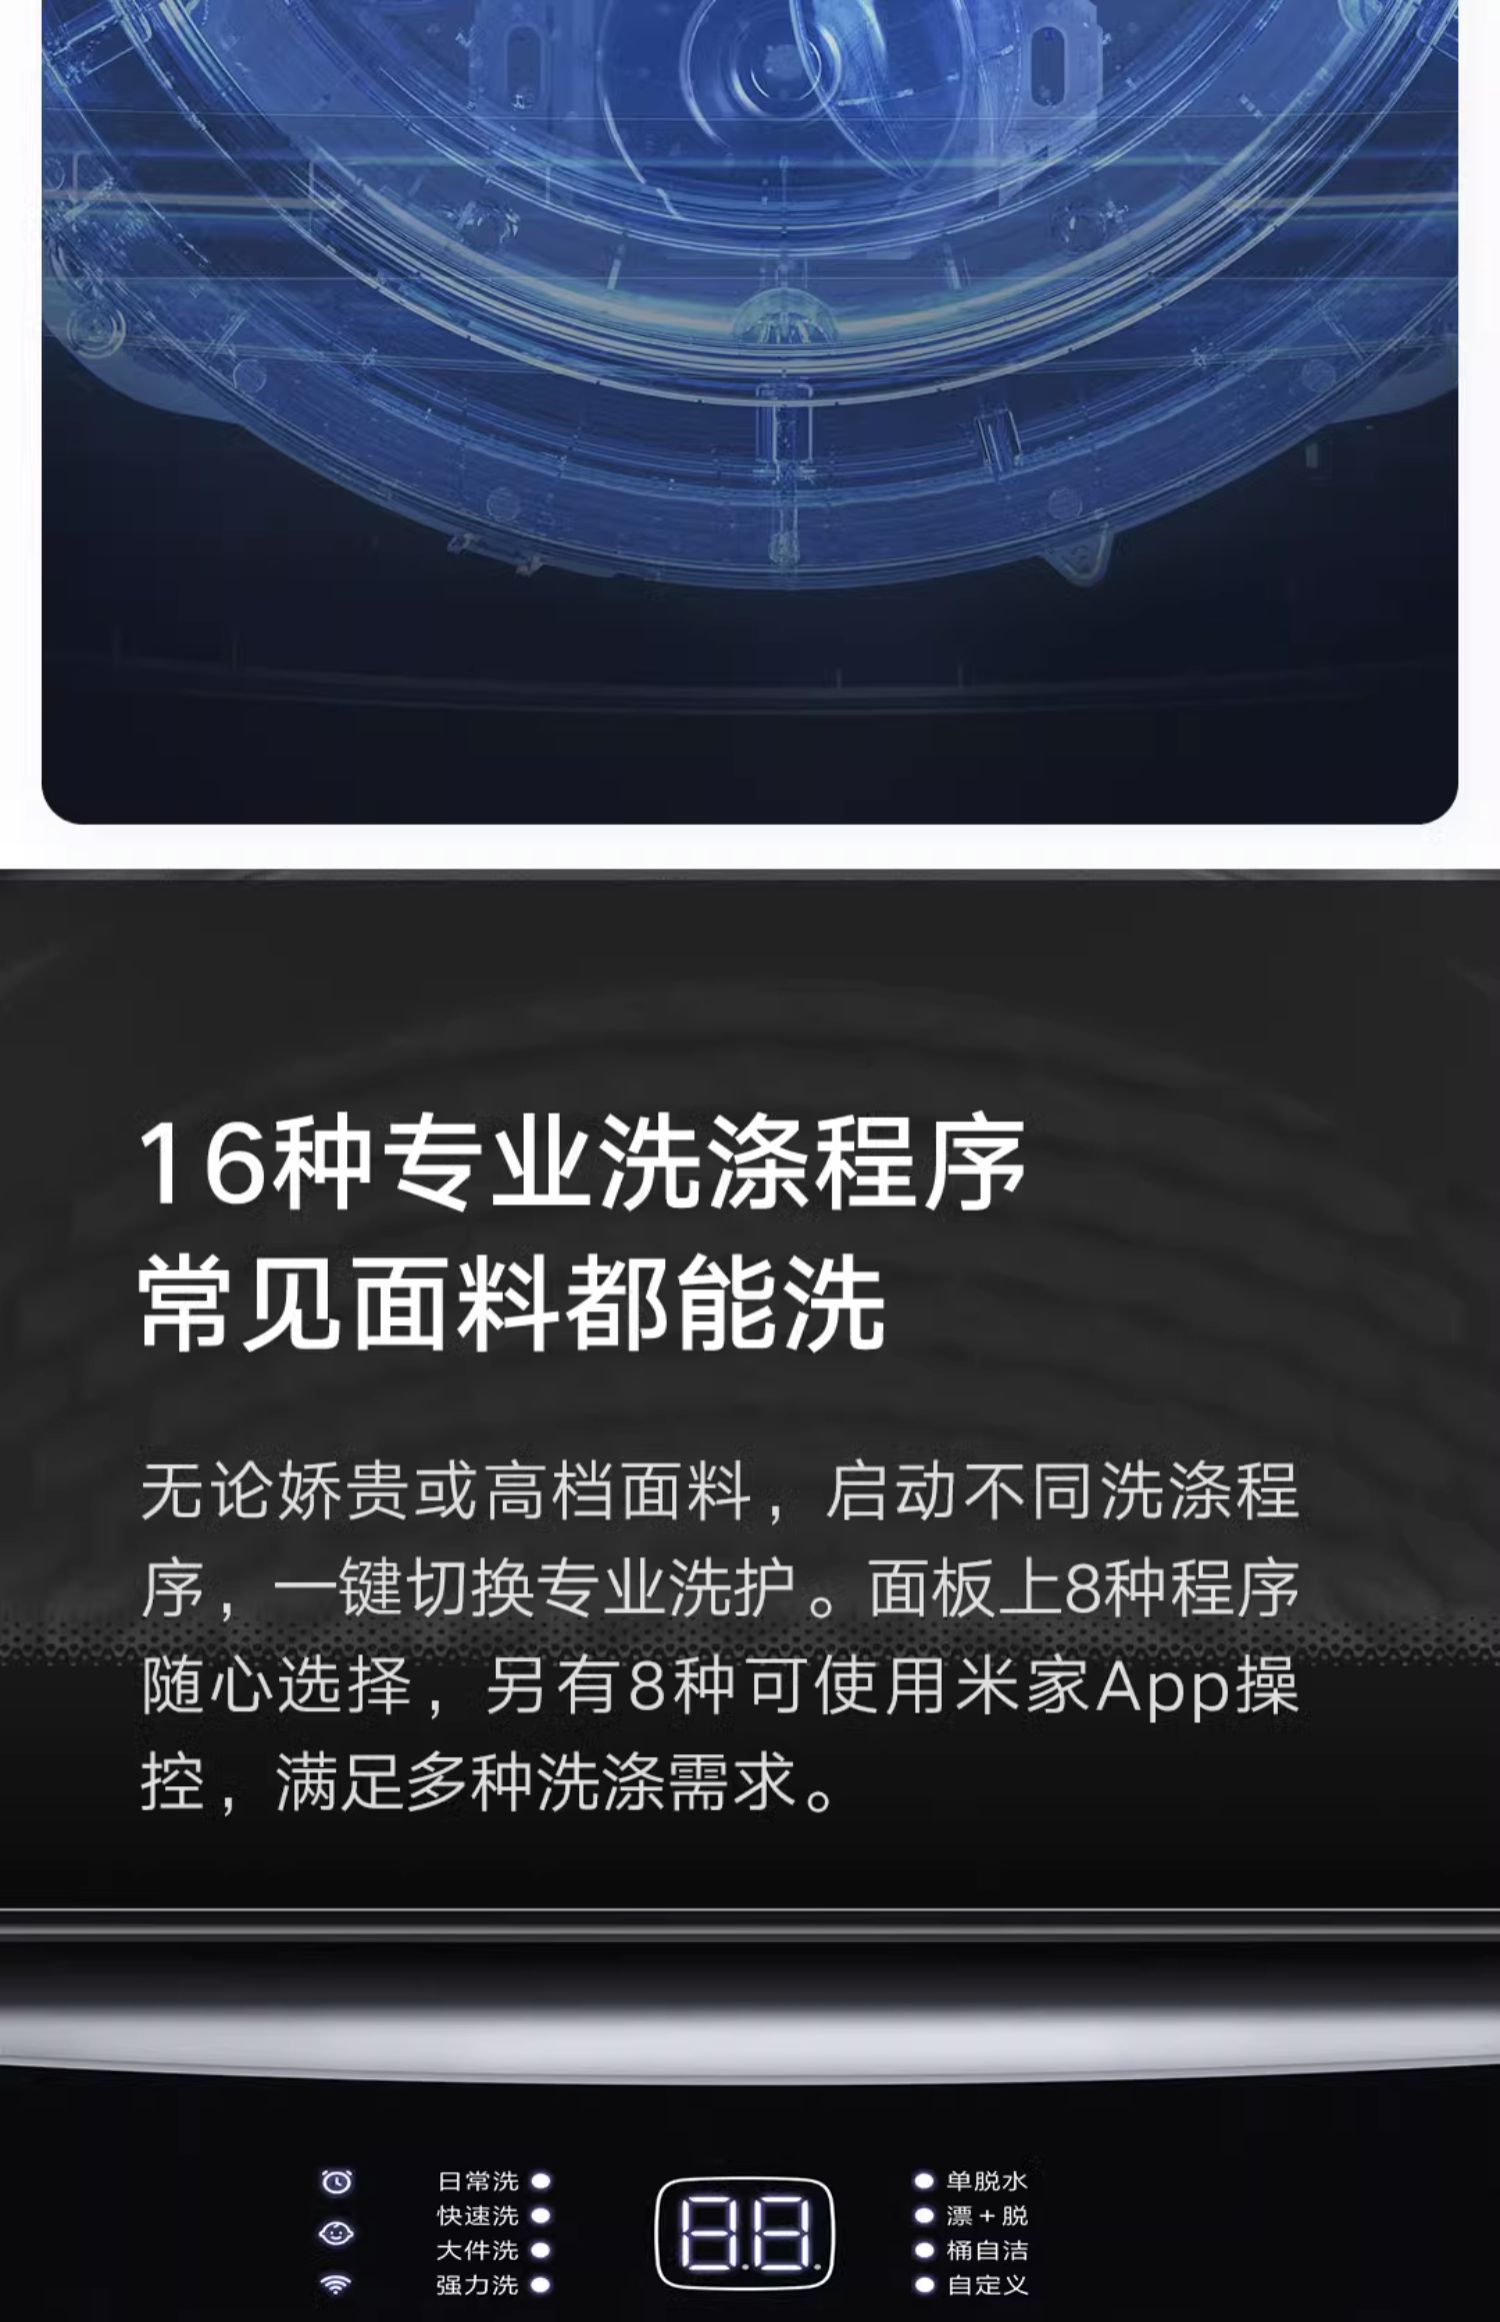 16种专业洗涤程序
常见面料都能洗
无论娇贵或高档面料，启动不同洗涤程
序，一键切换专业洗护。面板上8种程序
随心选择，另有8种可使用米家App操
控，满足多种洗涤需求。
日常洗
快速洗
大件洗
强力洗
88
单脱水
漂+脱
桶自洁
自定义